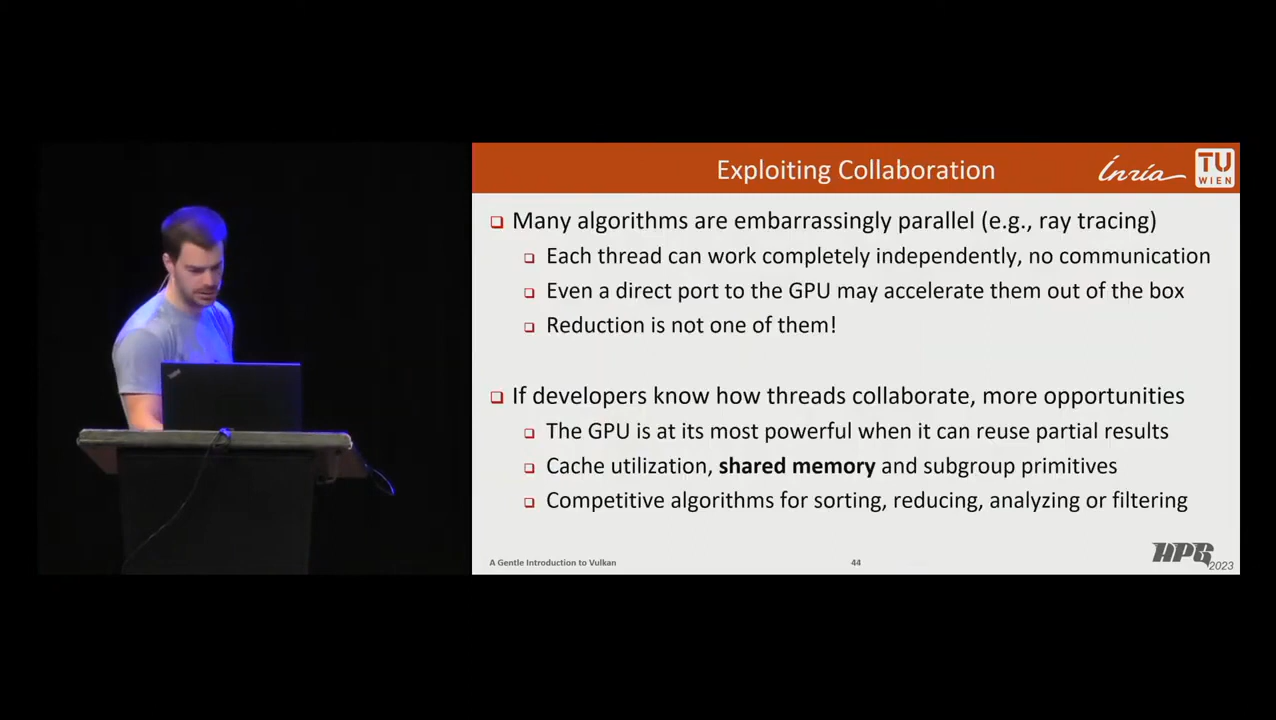 Exploiting Collaboration
Inria
TU
WIEN
Many algorithms are embarrassingly parallel (e.g., ray tracing)
Each thread can work completely independently, no communication
Even a direct port to the GPU may accelerate them out of the box
Reduction is not one of them!
If developers know how threads collaborate, more opportunities
The GPU is at its most powerful when it can reuse partial results
Cache utilization, shared memory and subgroup primitives
Competitive algorithms for sorting, reducing, analyzing or filtering
A Gentle Introduction to Vulkan
44
HPG
2023